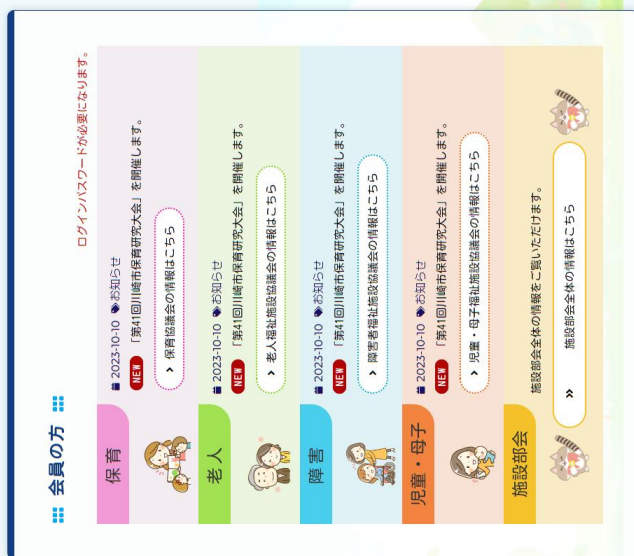 会員の方
ログインパスワードが必要になります。
保育
2023-10-10 お知らせ
NEW 「第41回川崎市保育研究大会」を開催します。
保育協議会の情報はこちら
老人
2023-10-10 お知らせ
NEW 「第41回川崎市保育研究大会」を開催します。
老人福祉施設協議会の情報はこちら
障害
2023-10-10 お知らせ
NEW 「第41回川崎市保育研究大会」を開催します。
障害者福祉施設協議会の情報はこちら
児童・母子
2023-10-10 お知らせ
NEW 「第41回川崎市保育研究大会」を開催します。
児童・母子福祉施設協議会の情報はこちら
施設部会
施設部会全体の情報をご覧いただけます。
施設部会全体の情報はこちら